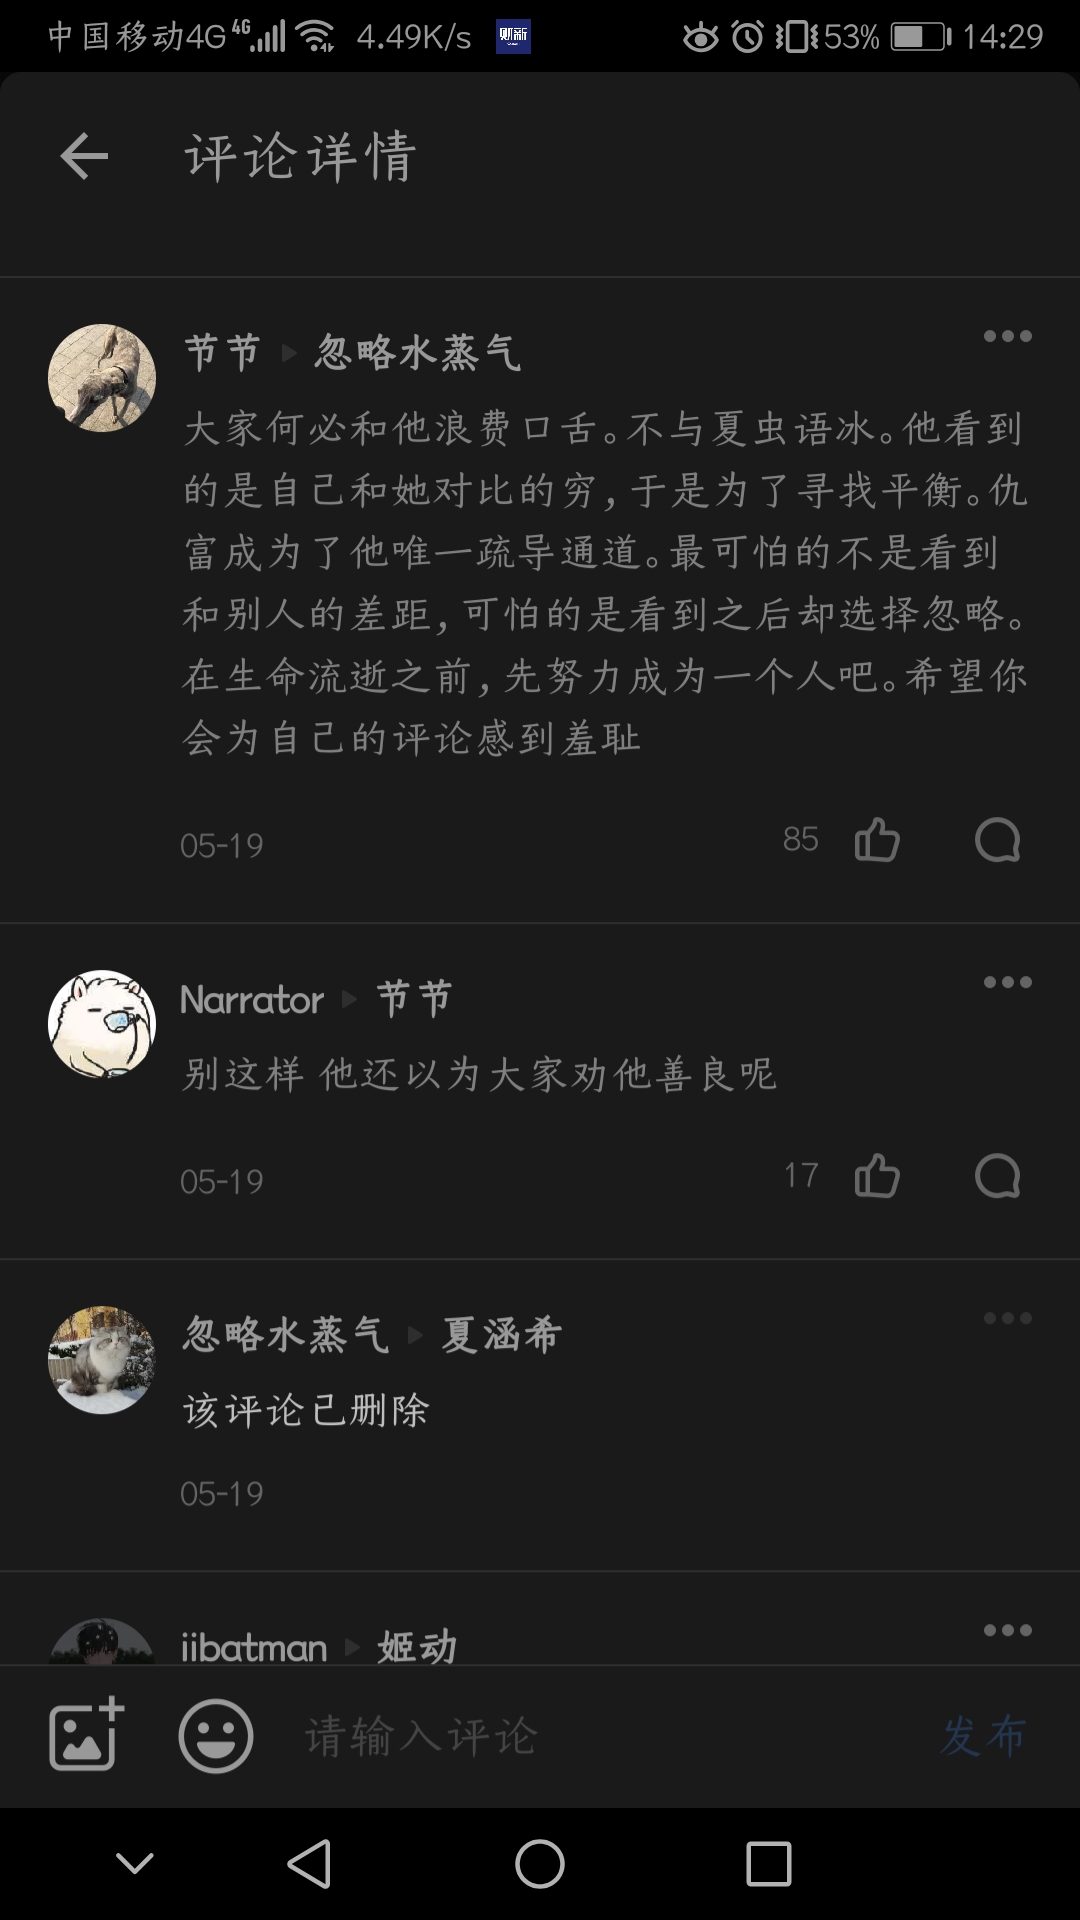 中国移动4G 4G 4.49K/s 财新 53% 14:29
评论详情
节节 忽略水蒸气
大家何必和他浪费口舌。不与夏虫语冰。他看到
的是自己和她对比的穷，于是为了寻找平衡。仇
富成为了他唯一疏导通道。最可怕的不是看到
和别人的差距，可怕的是看到之后却选择忽略。
在生命流逝之前，先努力成为一个人吧。希望你
会为自己的评论感到羞耻
05-19 85
Narrator 节节
别这样 他还以为大家劝他善良呢
05-19 17
忽略水蒸气 夏涵希
该评论已删除
05-19
iibatman 姬动
请输入评论 发布